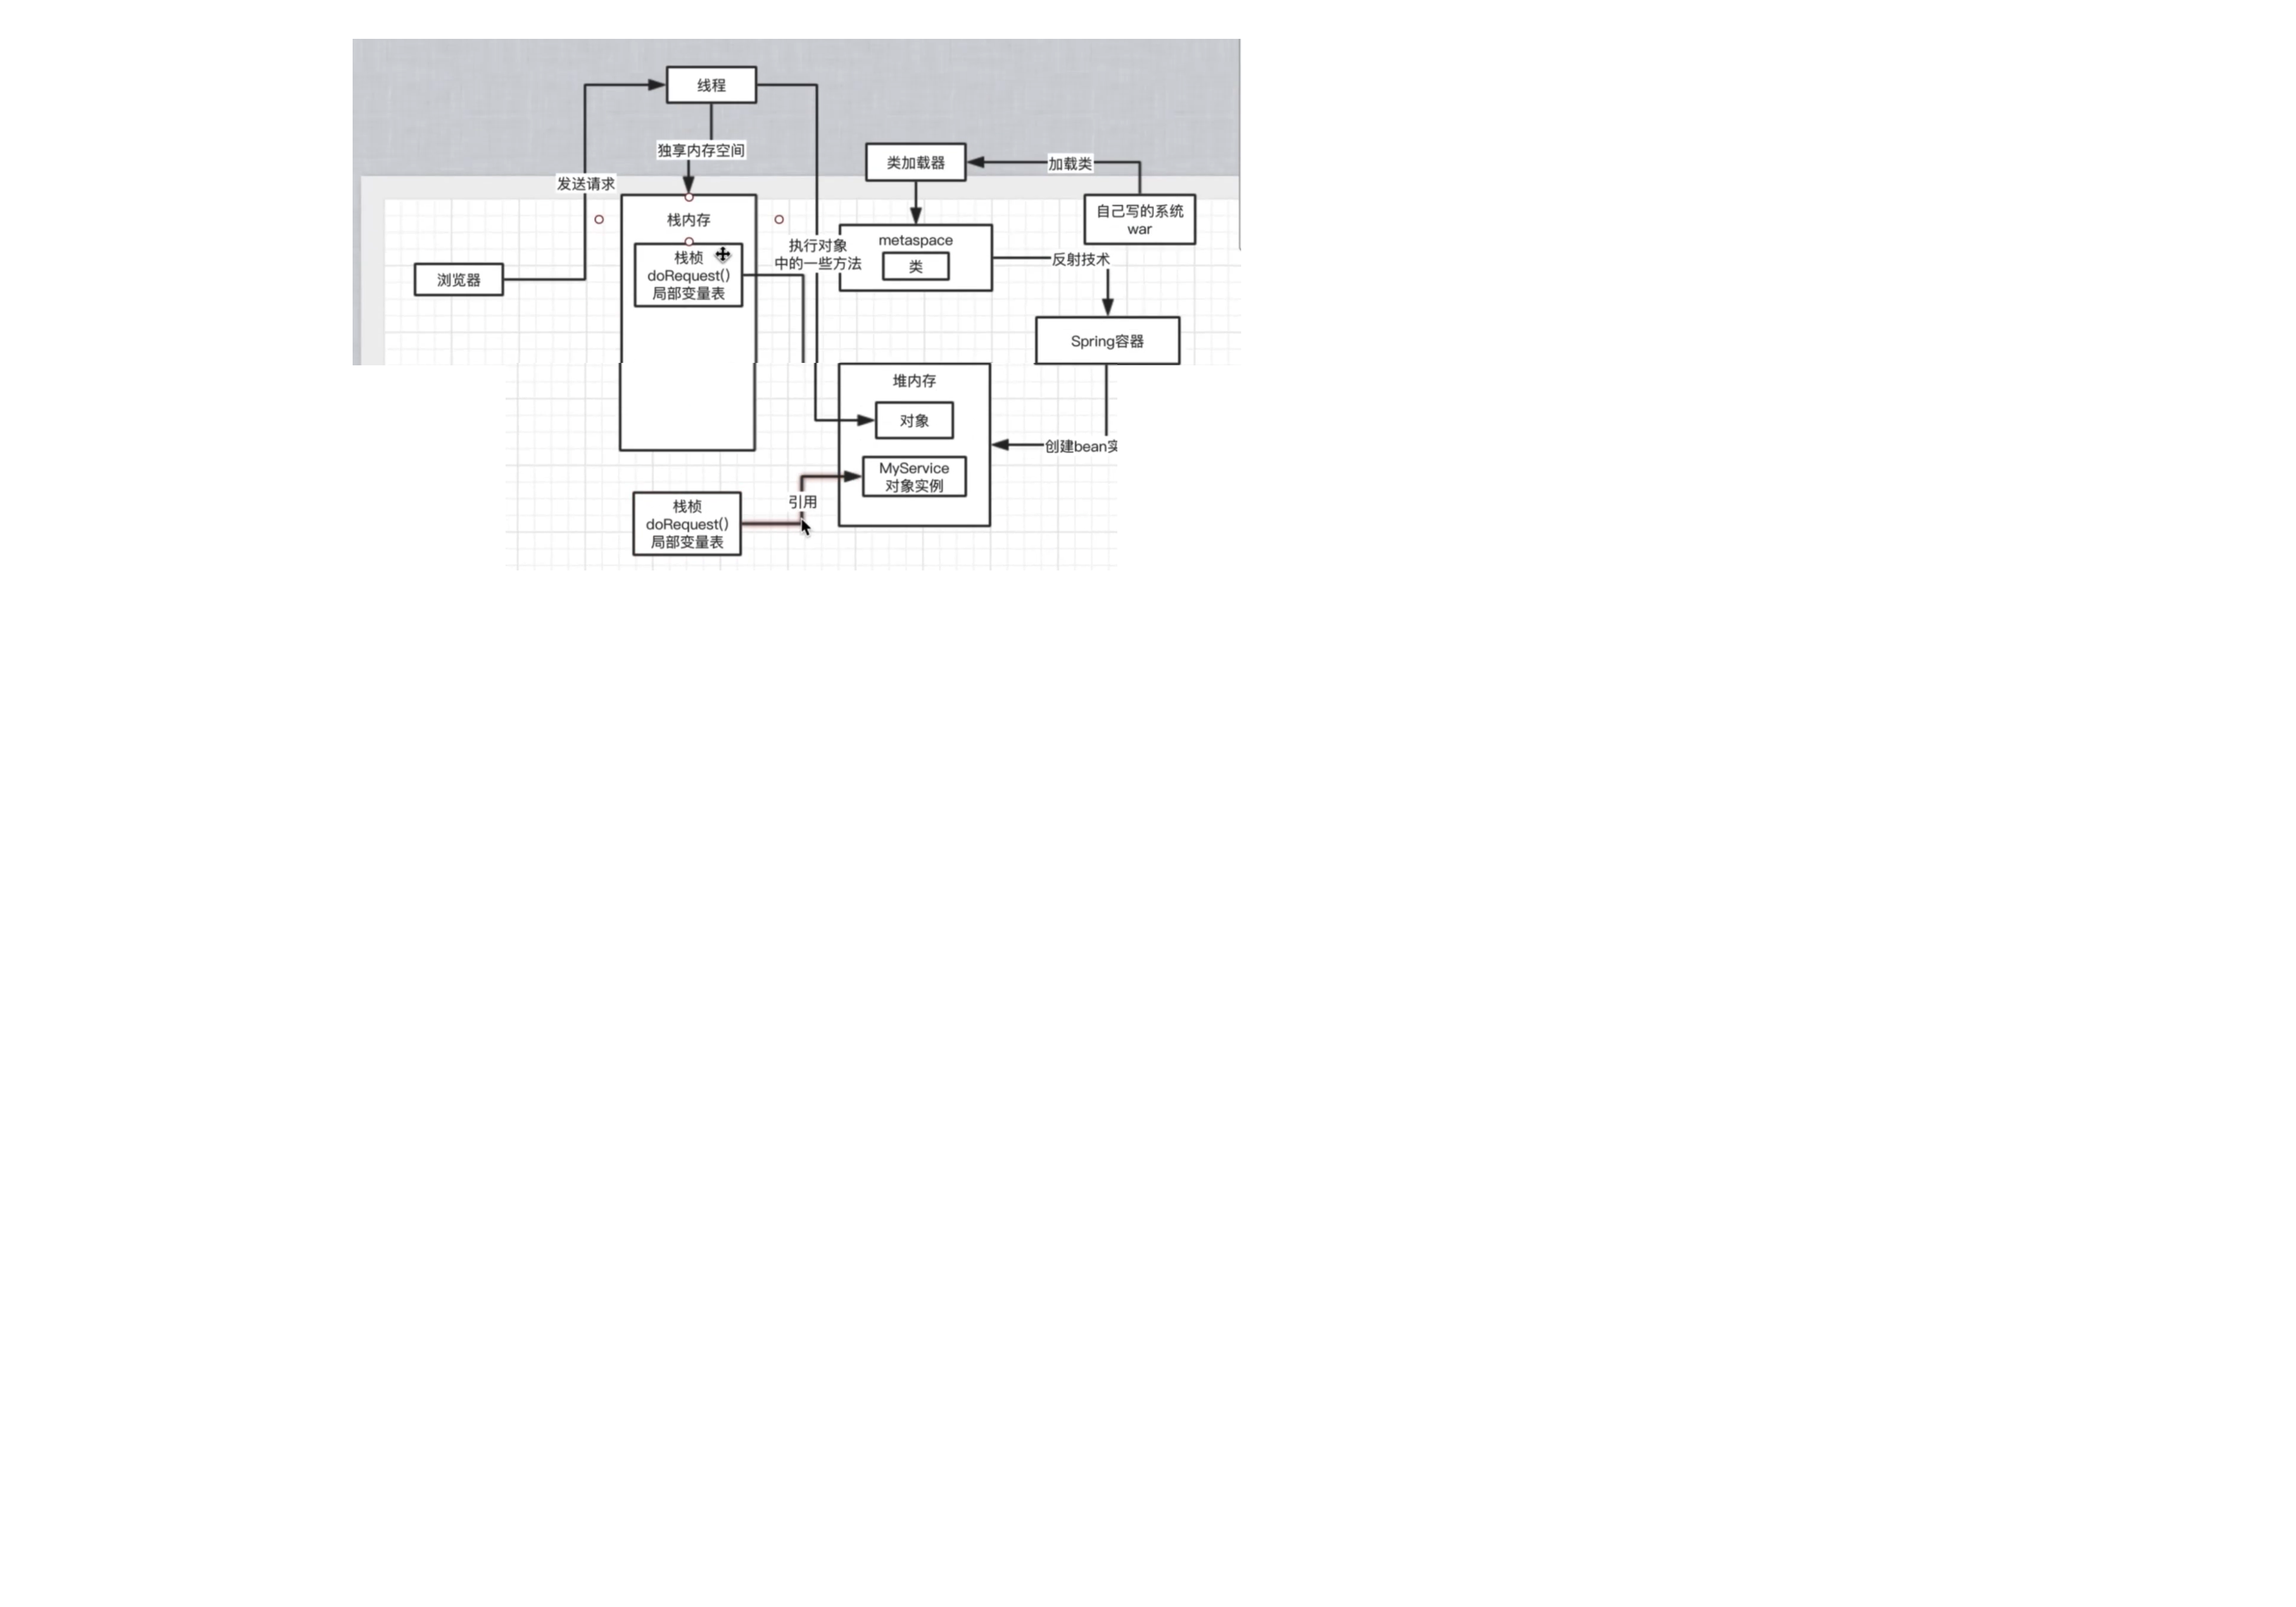 线程
独享内存空间
类加载器
加载类
发送请求
自己写的系统
war
栈内存
metaspace
类
执行对象
中的一些方法
反射技术
栈桢
doRequest()
局部变量表
浏览器
Spring容器
堆内存
对象
创建bean实
MyService
对象实例
引用
栈桢
doRequest()
局部变量表